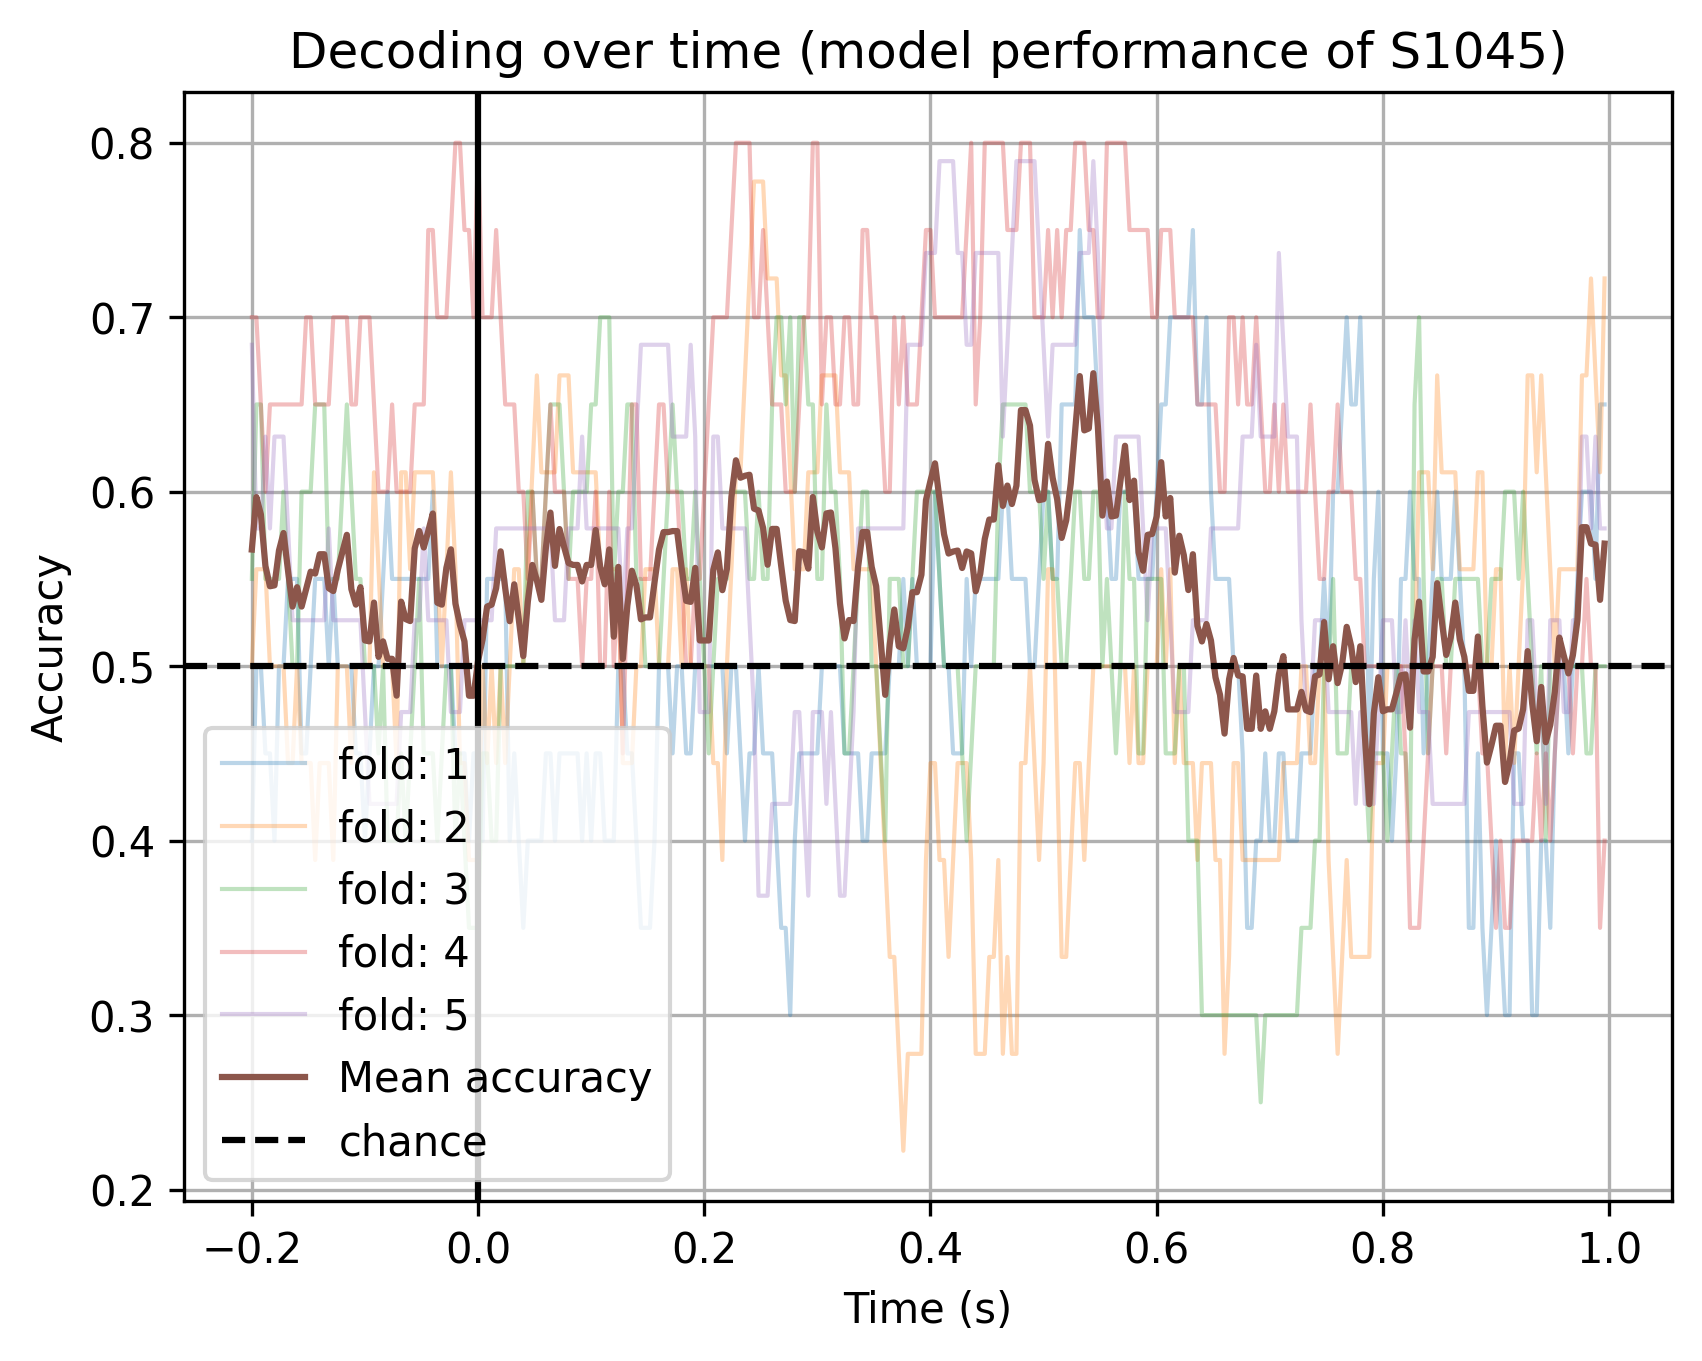 Decoding over time (model performance of S1045)
Accuracy
0.8
0.7
0.6
0.5
0.4
0.3
0.2
fold: 1
fold: 2
fold: 3
fold: 4
fold: 5
Mean accuracy
chance
−0.2 0.0 0.2 0.4 0.6 0.8 1.0
Time (s)